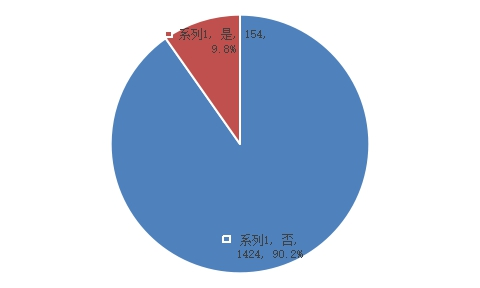 系列1, 是, 154,
9.8%
系列1, 否,
1424, 90.2%